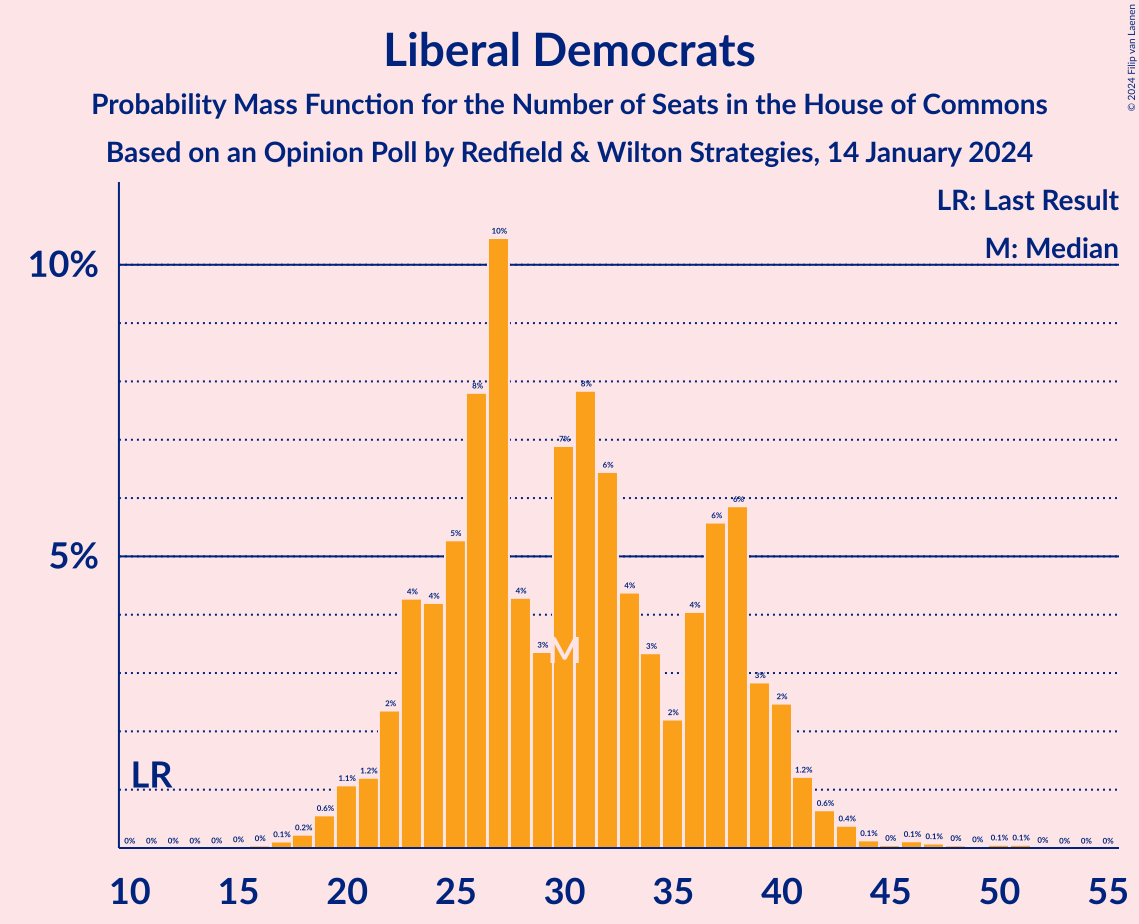 Liberal Democrats
Probability Mass Function for the Number of Seats in the House of Commons
Based on an Opinion Poll by Redfield & Wilton Strategies, 14 January 2024
© 2024 Filip van Laenen
LR: Last Result
M: Median
10%
5%
LR
M
0% 0% 0% 0% 0% 0% 0% 0.1% 0.2% 0.6% 1.1% 1.2% 2% 4% 4% 5% 8% 10% 4% 3% 7% 8% 6% 4% 3% 2% 4% 6% 6% 3% 2% 1.2% 0.6% 0.4% 0.1% 0% 0.1% 0.1% 0% 0% 0.1% 0.1% 0% 0% 0% 0%
10 15 20 25 30 35 40 45 50 55